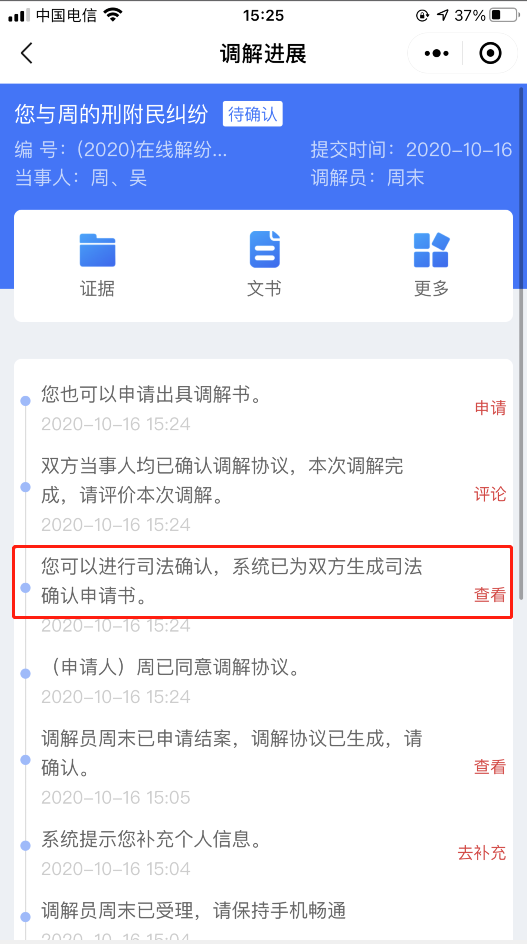 中国电信
15:25
37%
调解进展
您与周的刑附民纠纷 待确认
编 号：(2020)在线解纷... 提交时间：2020-10-16
当事人：周、吴 调解员：周末
证据 文书 更多
您也可以申请出具调解书。
申请
2020-10-16 15:24
双方当事人均已确认调解协议，本次调解完
成，请评价本次调解。
评论
2020-10-16 15:24
您可以进行司法确认，系统已为双方生成司法
确认申请书。
查看
2020-10-16 15:24
（申请人）周已同意调解协议。
2020-10-16 15:24
调解员周末已申请结案，调解协议已生成，请
确认。
查看
2020-10-16 15:05
系统提示您补充个人信息。
去补充
2020-10-16 15:04
调解员周末已受理，请保持手机畅通
2020-10-16 15:04